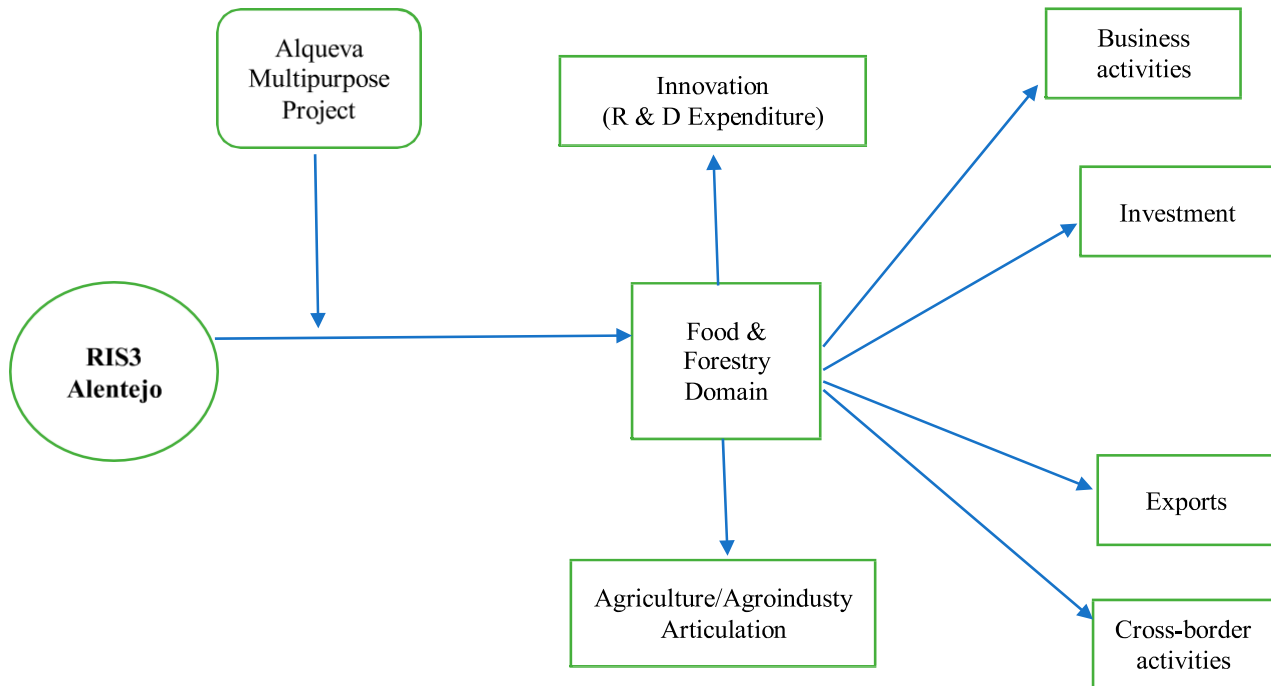 Alqueva
Multipurpose
Project
Innovation
(R & D Expenditure)
Business
activities
Investment
RIS3
Alentejo
Food &
Forestry
Domain
Exports
Agriculture/Agroindusty
Articulation
Cross-border
activities